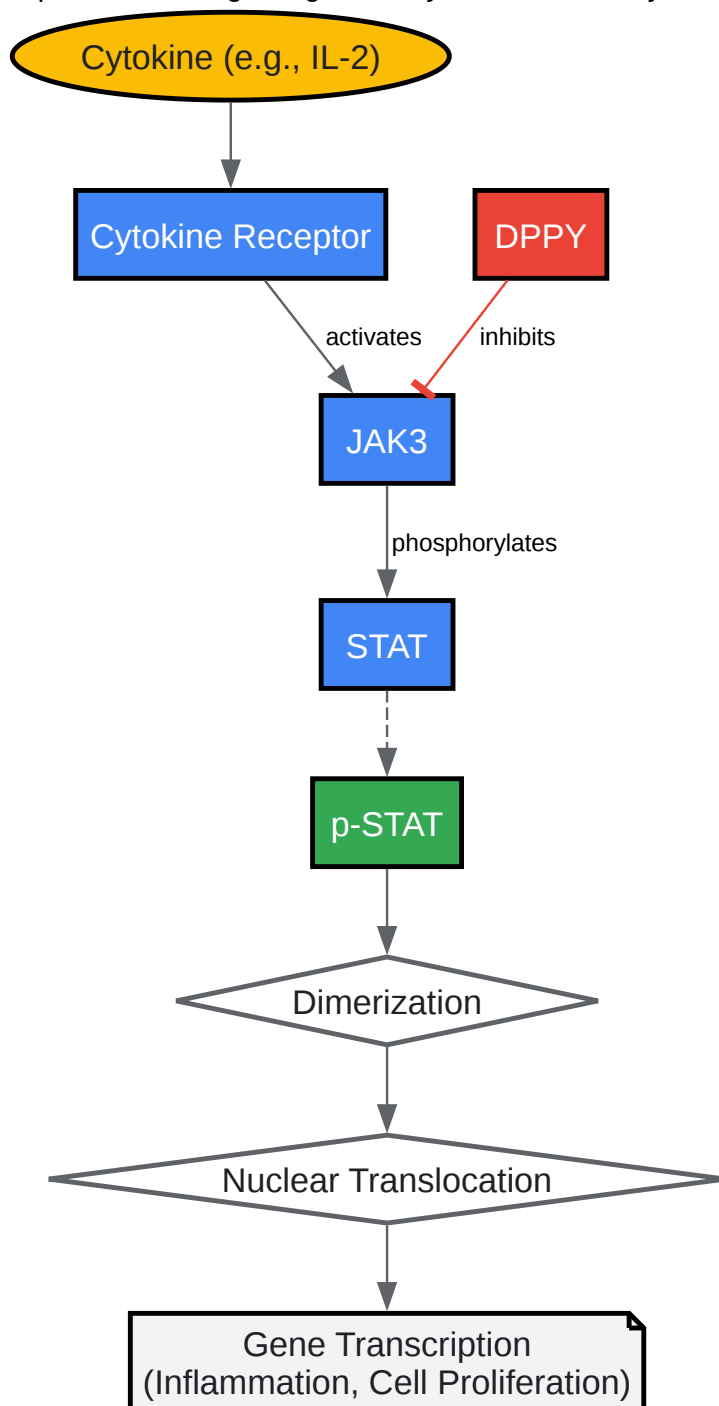 Cytokine (e.g., IL-2)
Cytokine Receptor
DPPY
activates
inhibits
JAK3
phosphorylates
STAT
p-STAT
Dimerization
Nuclear Translocation
Gene Transcription
(Inflammation, Cell Proliferation)